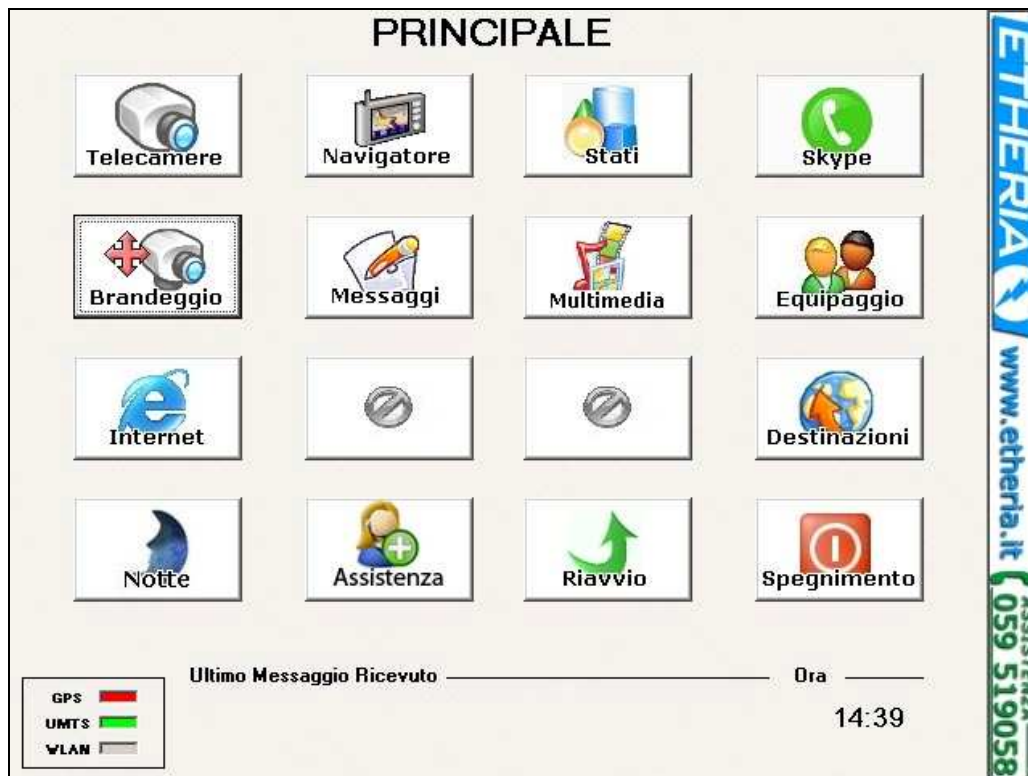 PRINCIPALE
Telecamere
Navigatore
Stati
Skype
Brandeggio
Messaggi
Multimedia
Equipaggio
Internet
Destinazioni
Notte
Assistenza
Riavvio
Spegnimento
Ultimo Messaggio Ricevuto
Ora
14:39
GPS
UMTS
WLAN
ETHERIA
www.etheria.it
ASSISTENZA
059 519058